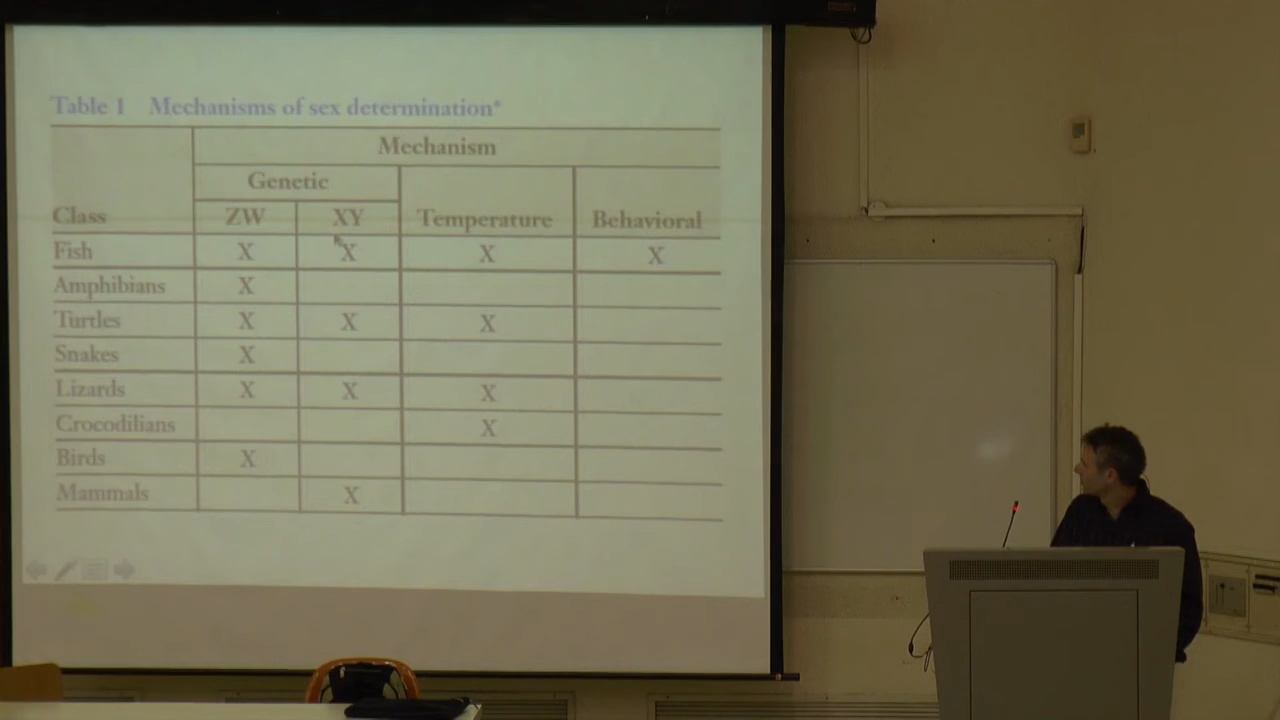 Table 1 Mechanisms of sex determination*
Mechanism
Genetic
Class ZW XY Temperature Behavioral
Fish X X X X
Amphibians X
Turtles X X X
Snakes X
Lizards X X X
Crocodilians X
Birds X
Mammals X